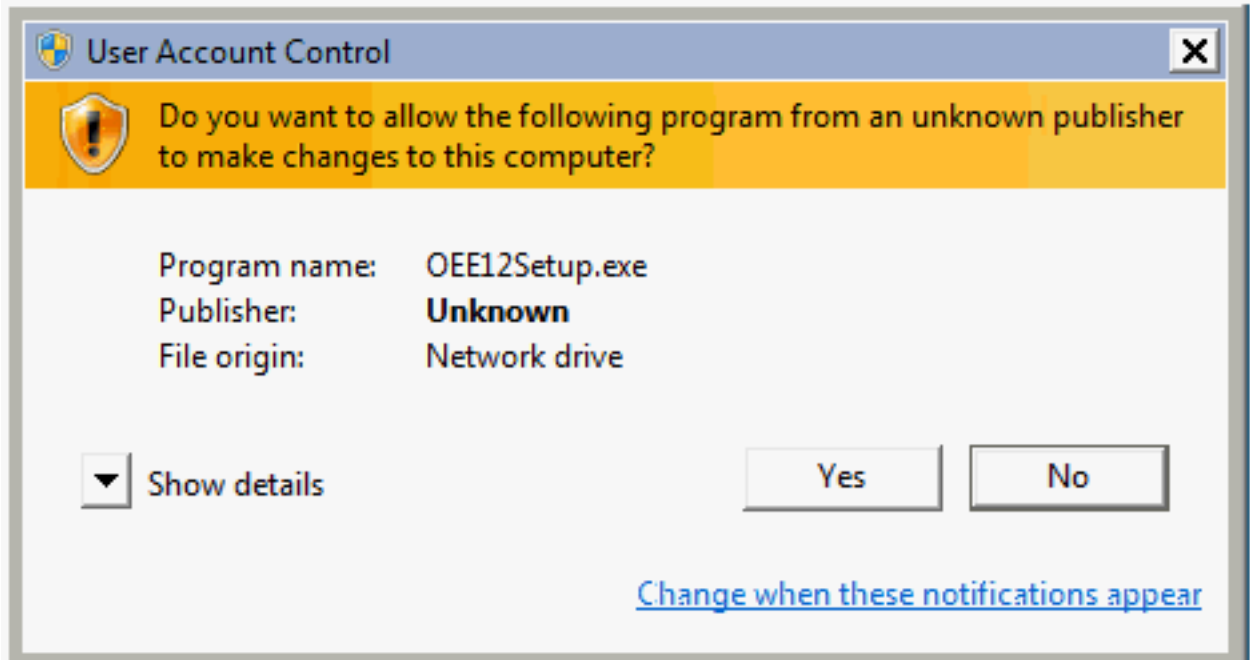 User Account Control
Do you want to allow the following program from an unknown publisher
to make changes to this computer?
Program name: OEE12Setup.exe
Publisher: Unknown
File origin: Network drive
Show details Yes No
Change when these notifications appear